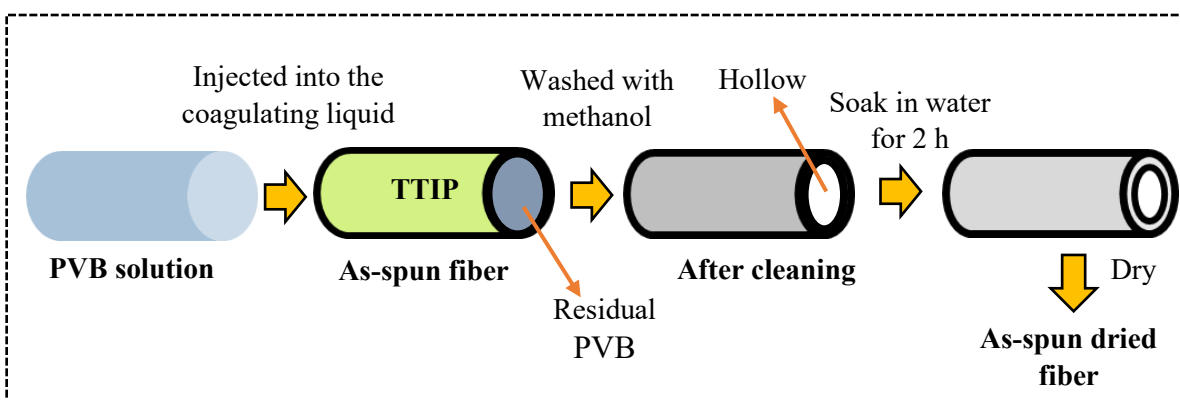 Injected into the
coagulating liquid
Washed with
methanol
Hollow
Soak in water
for 2 h
TTIP
PVB solution
As-spun fiber
After cleaning
Residual
PVB
Dry
As-spun dried
fiber